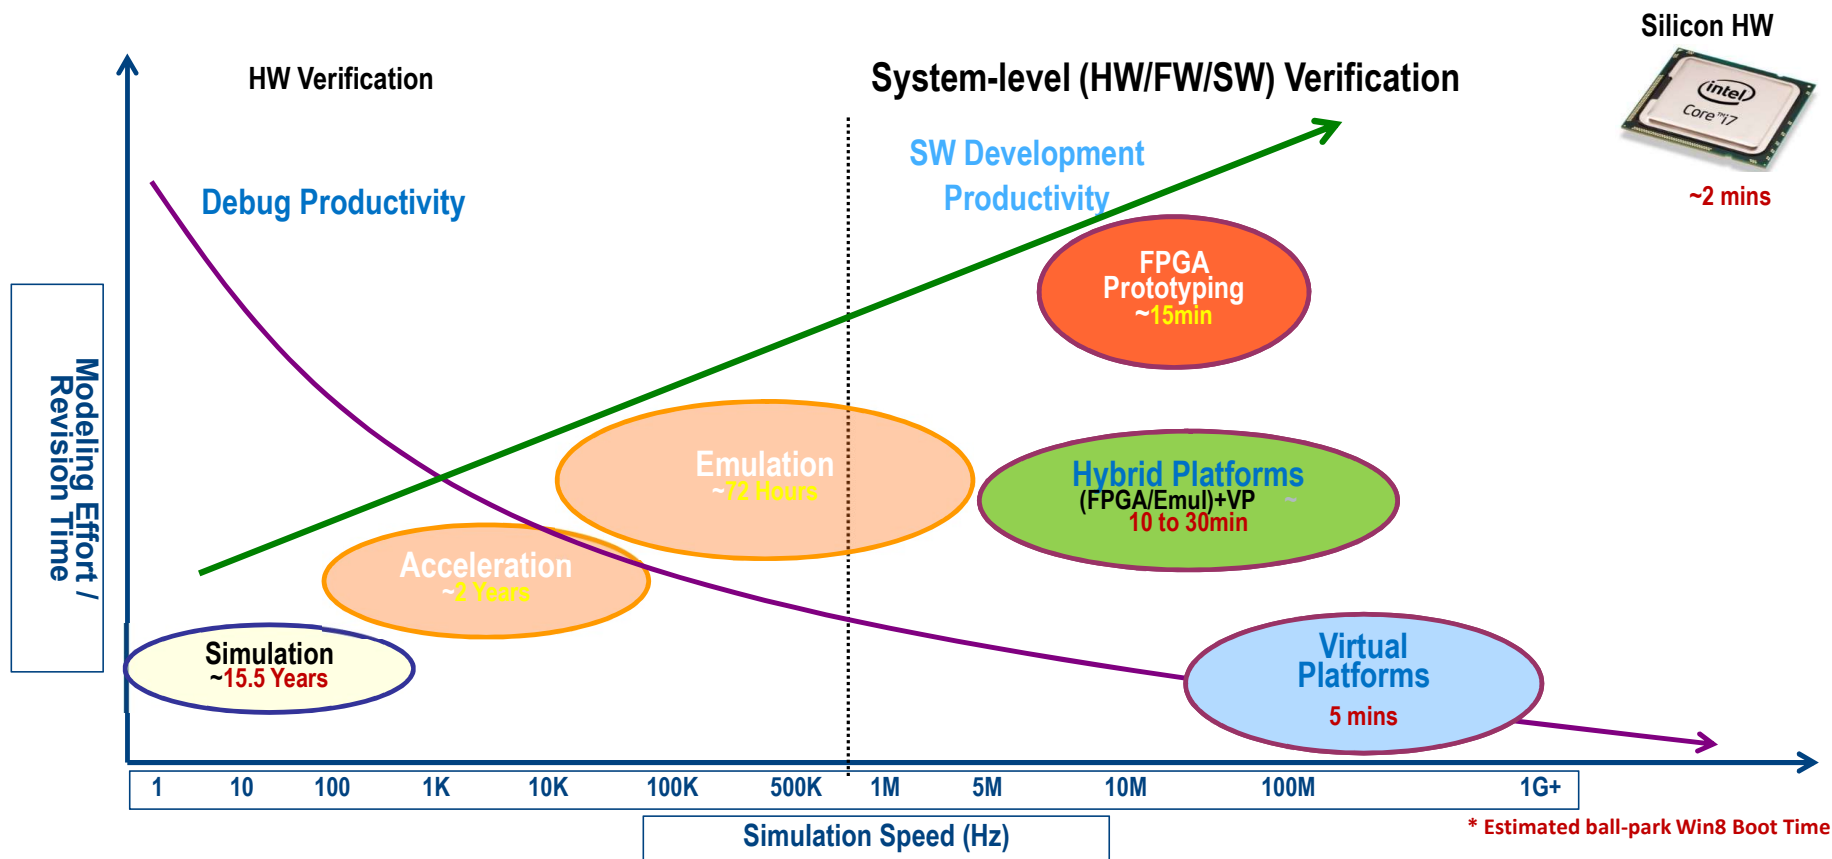 Silicon HW
intel
Core™i7
~2 mins
HW Verification
System-level (HW/FW/SW) Verification
SW Development
Productivity
Debug Productivity
FPGA
Prototyping
~15min
Modeling Effort /
Revision Time
Emulation
~72 Hours
Hybrid Platforms
(FPGA/Emul)+VP ~
10 to 30min
Acceleration
~2 Years
Simulation
~15.5 Years
Virtual
Platforms
5 mins
1 10 100 1K 10K 100K 500K 1M 5M 10M 100M 1G+
Simulation Speed (Hz)
* Estimated ball-park Win8 Boot Time